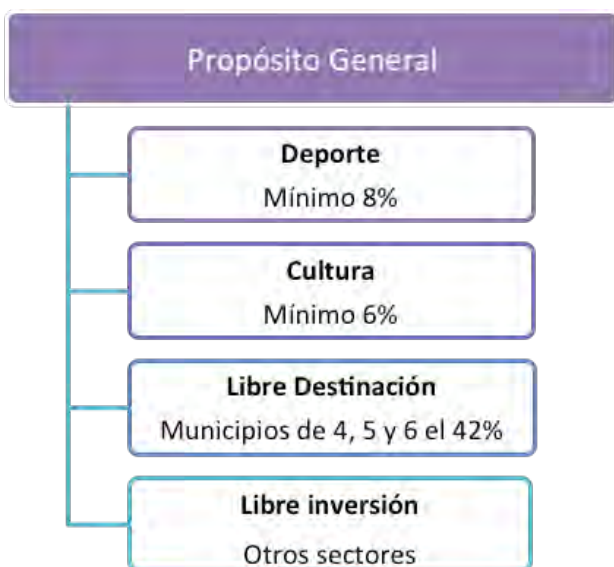 Propósito General
Deporte
Mínimo 8%
Cultura
Mínimo 6%
Libre Destinación
Municipios de 4, 5 y 6 el 42%
Libre inversión
Otros sectores